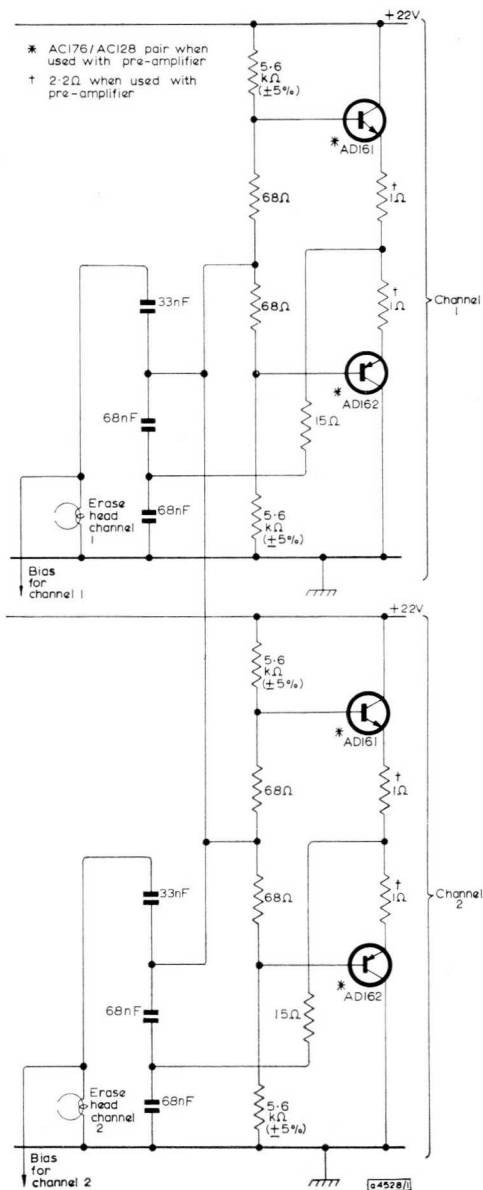 +22V
* AC176/AC128 pair when
used with pre-amplifier
† 2·2Ω when used with
pre-amplifier
5·6
kΩ
(±5%)
*
AD161
68Ω
†
1Ω
33nF
68Ω
†
1Ω
Channel
1
*
AD162
68nF
15Ω
Erase
head
channel
1
68nF
5·6
kΩ
(±5%)
Bias
for
channel 1
+22V
5·6
kΩ
(±5%)
*
AD161
68Ω
†
1Ω
33nF
68Ω
†
1Ω
Channel
2
*
AD162
68nF
15Ω
Erase
head
channel
2
68nF
5·6
kΩ
(±5%)
Bias
for
channel 2
a4528/1